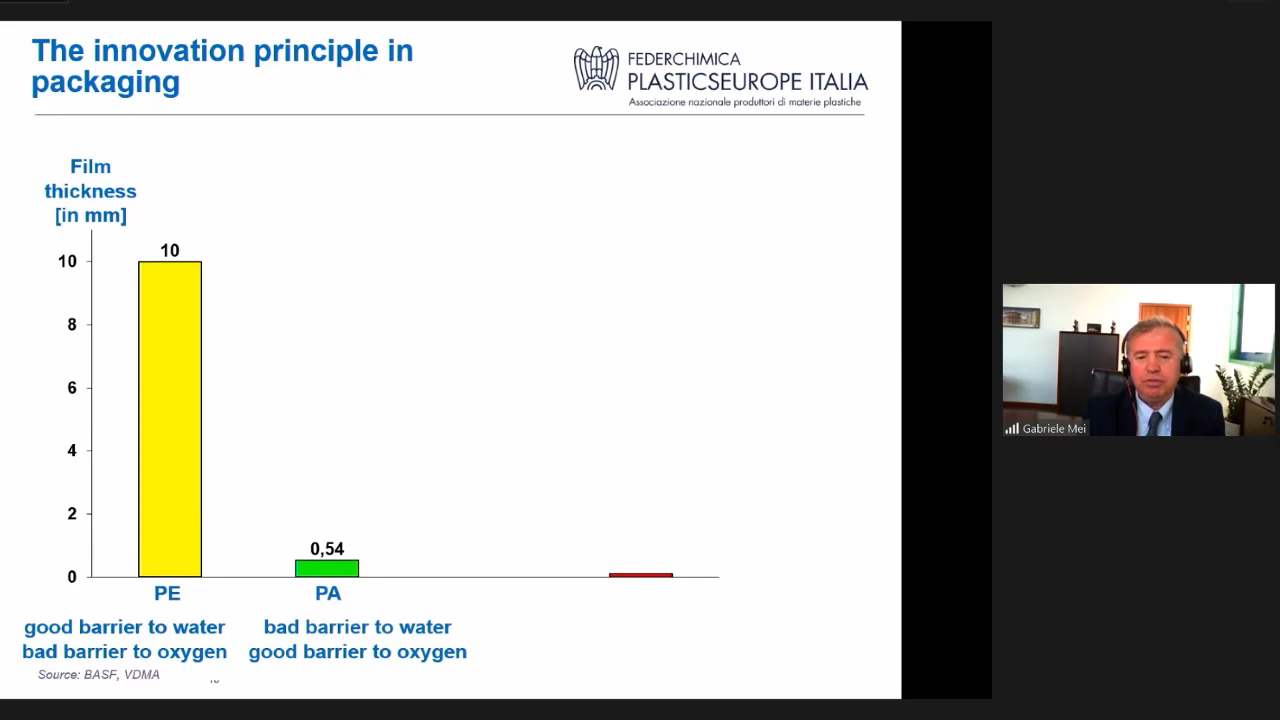 The innovation principle in
packaging
FEDERCHIMICA
PLASTICSEUROPE ITALIA
Associazione nazionale produttori di materie plastiche
Film
thickness
[in mm]
10
10
8
6
4
2
0
0,54
PE
PA
good barrier to water
bad barrier to oxygen
bad barrier to water
good barrier to oxygen
Source: BASF, VDMA
Gabriele Mei